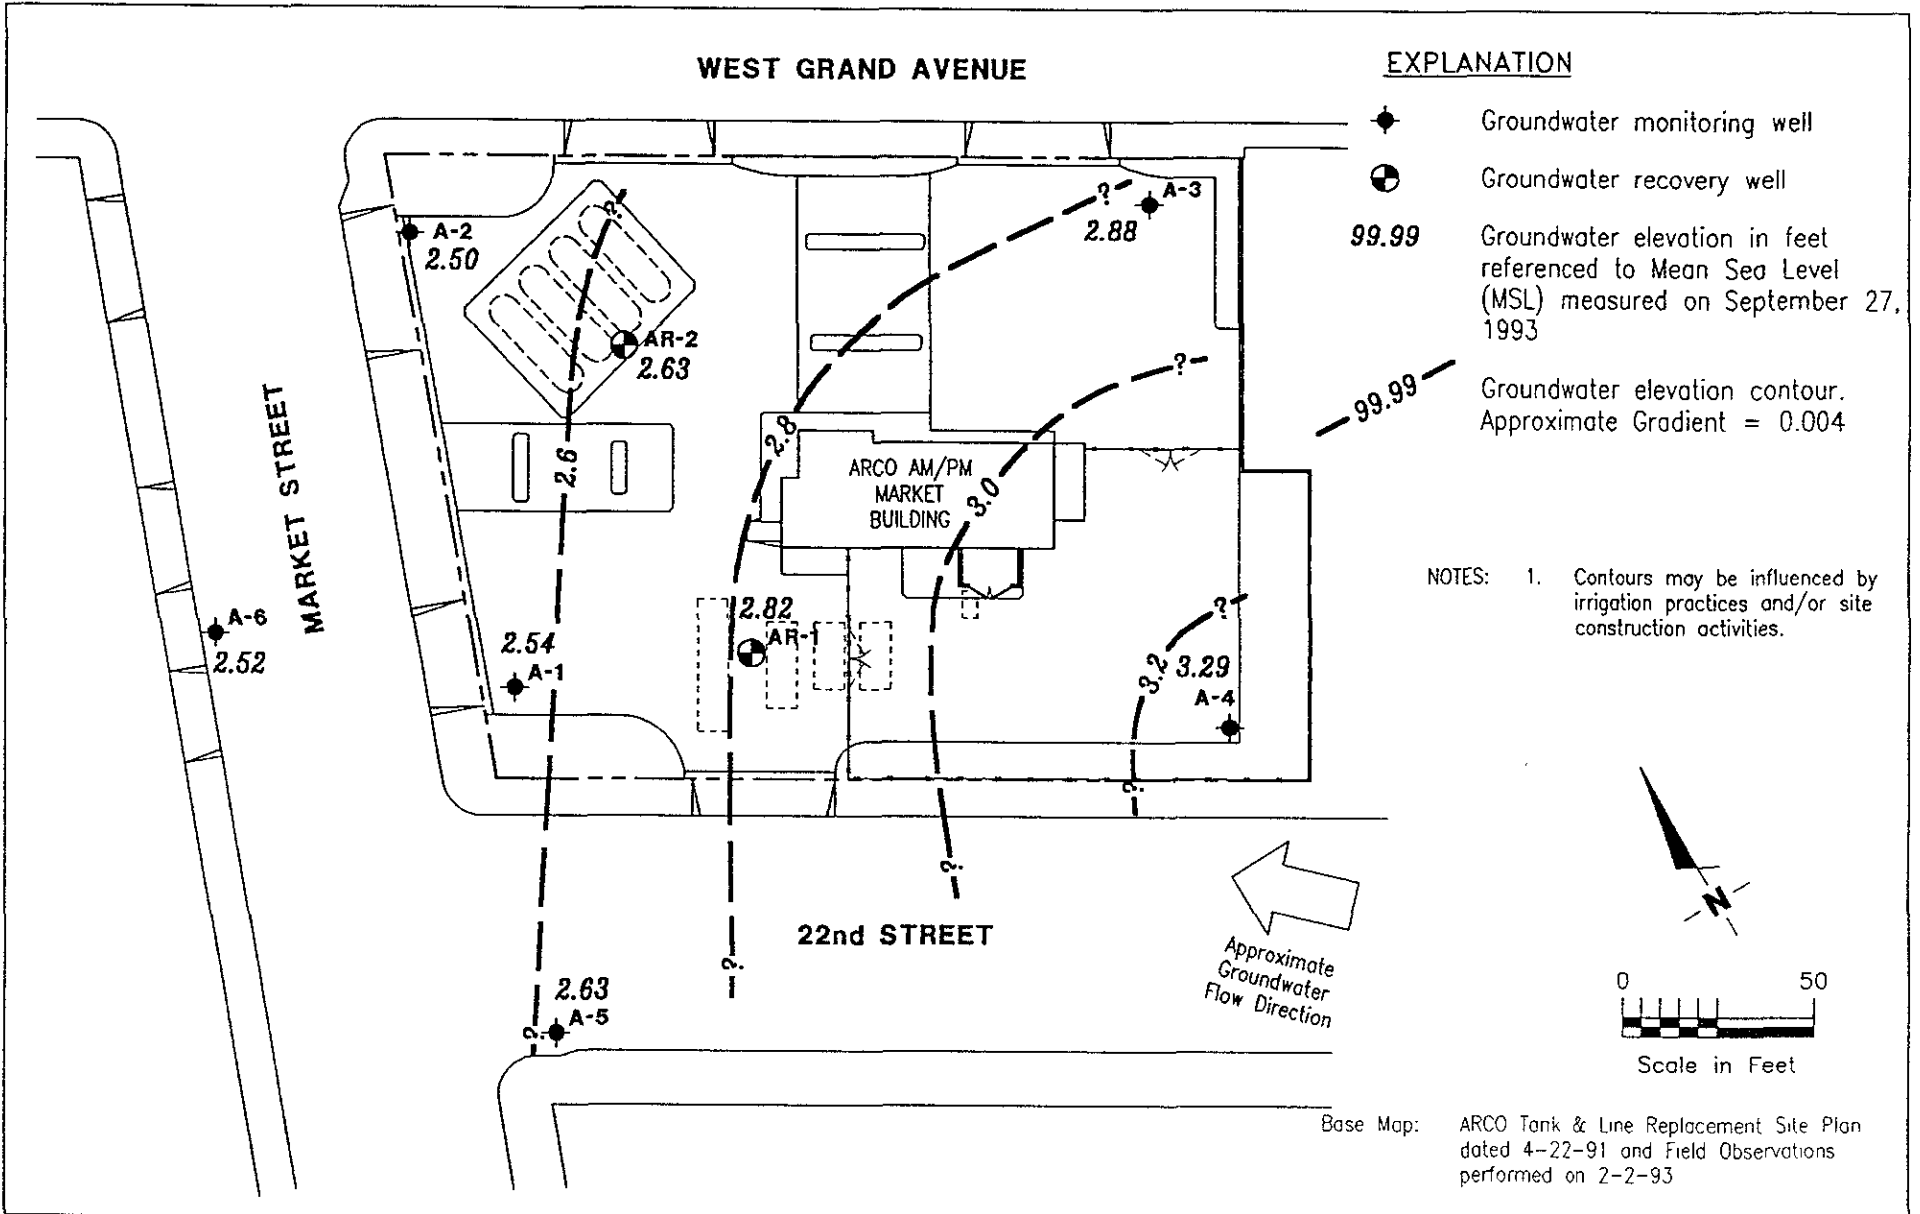 WEST GRAND AVENUE
EXPLANATION
Groundwater monitoring well
Groundwater recovery well
99.99
Groundwater elevation in feet
referenced to Mean Sea Level
(MSL) measured on September 27,
1993
99.99
Groundwater elevation contour.
Approximate Gradient = 0.004
NOTES: 1. Contours may be influenced by
irrigation practices and/or site
construction activities.
A-2
2.50
?
AR-2
2.63
?
A-3
2.88
?
MARKET STREET
2.6
2.8
ARCO AM/PM
MARKET
BUILDING
3.0
A-6
2.52
2.54
A-1
2.82
AR-1
?
3.2
3.29
A-4
?
?
?
?
22nd STREET
2.63
A-5
Approximate
Groundwater
Flow Direction
N
0 50
Scale in Feet
Base Map: ARCO Tank & Line Replacement Site Plan
dated 4-22-91 and Field Observations
performed on 2-2-93